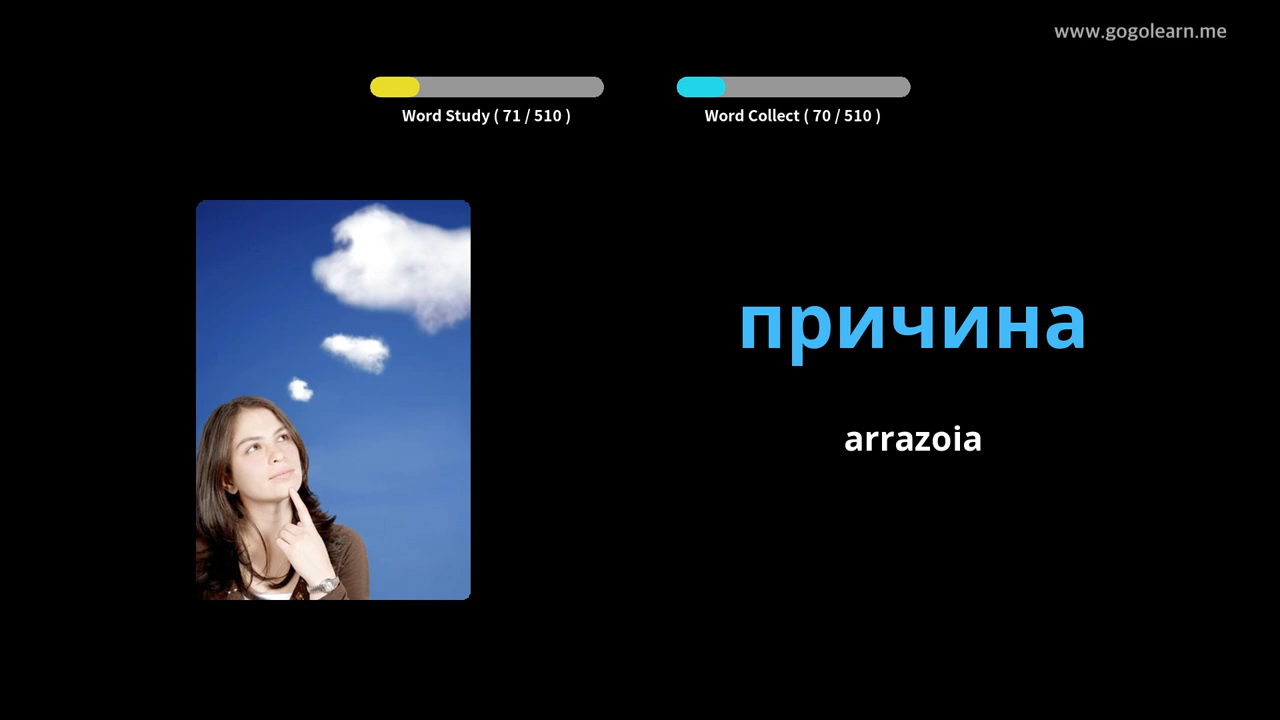 www.gogolearn.me
Word Study ( 71 / 510 )
Word Collect ( 70 / 510 )
причина
arrazoia